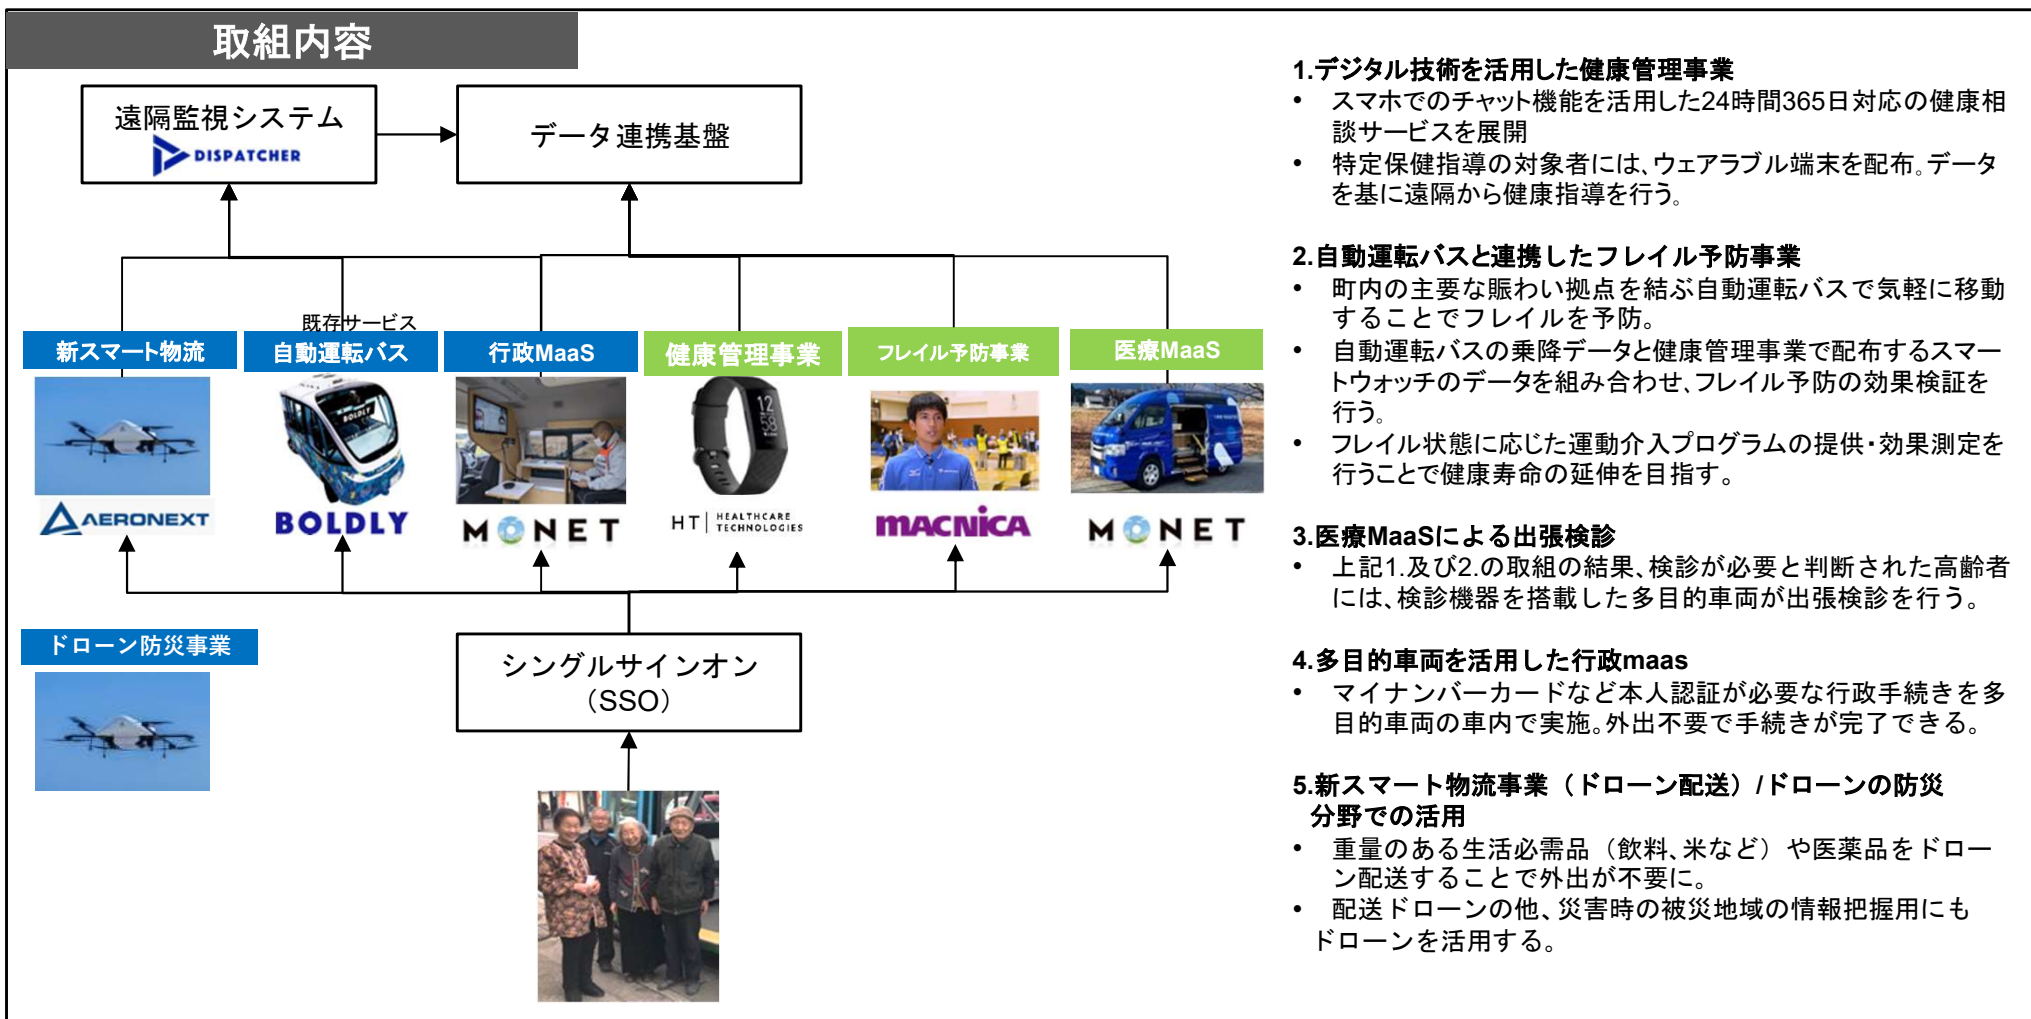 取組内容
遠隔監視システム
DISPATCHER
データ連携基盤
既存サービス
新スマート物流
自動運転バス
行政MaaS
健康管理事業
フレイル予防事業
医療MaaS
BOLDLY
12
58
AERONEXT
BOLDLY
MONET
HT | HEALTHCARE
TECHNOLOGIES
MACNICA
MONET
ドローン防災事業
シングルサインオン
（SSO）
1.デジタル技術を活用した健康管理事業
• スマホでのチャット機能を活用した24時間365日対応の健康相
談サービスを展開
• 特定保健指導の対象者には、ウェアラブル端末を配布。データ
を基に遠隔から健康指導を行う。
2.自動運転バスと連携したフレイル予防事業
• 町内の主要な賑わい拠点を結ぶ自動運転バスで気軽に移動
することでフレイルを予防。
• 自動運転バスの乗降データと健康管理事業で配布するスマー
トウォッチのデータを組み合わせ、フレイル予防の効果検証を
行う。
• フレイル状態に応じた運動介入プログラムの提供・効果測定を
行うことで健康寿命の延伸を目指す。
3.医療MaaSによる出張検診
• 上記1.及び2.の取組の結果、検診が必要と判断された高齢者
には、検診機器を搭載した多目的車両が出張検診を行う。
4.多目的車両を活用した行政maas
• マイナンバーカードなど本人認証が必要な行政手続きを多
目的車両の車内で実施。外出不要で手続きが完了できる。
5.新スマート物流事業（ドローン配送）/ドローンの防災
分野での活用
• 重量のある生活必需品（飲料、米など）や医薬品をドロー
ン配送することで外出が不要に。
• 配送ドローンの他、災害時の被災地域の情報把握用にも
ドローンを活用する。